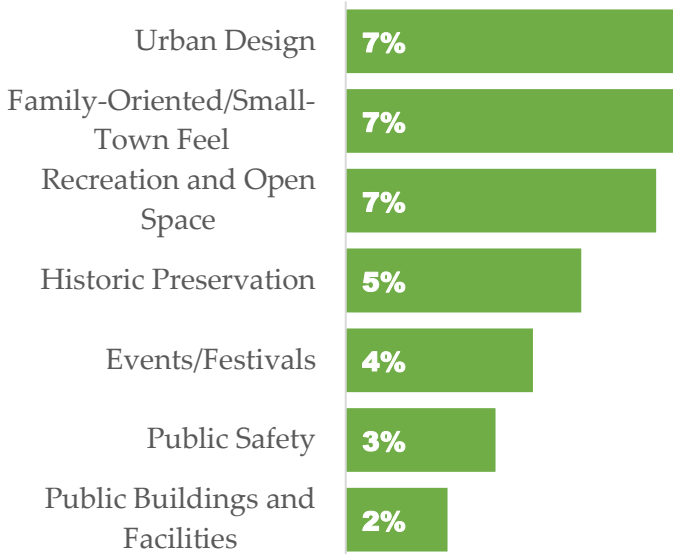 Urban Design 7%
Family-Oriented/Small-
Town Feel 7%
Recreation and Open
Space 7%
Historic Preservation 5%
Events/Festivals 4%
Public Safety 3%
Public Buildings and
Facilities 2%